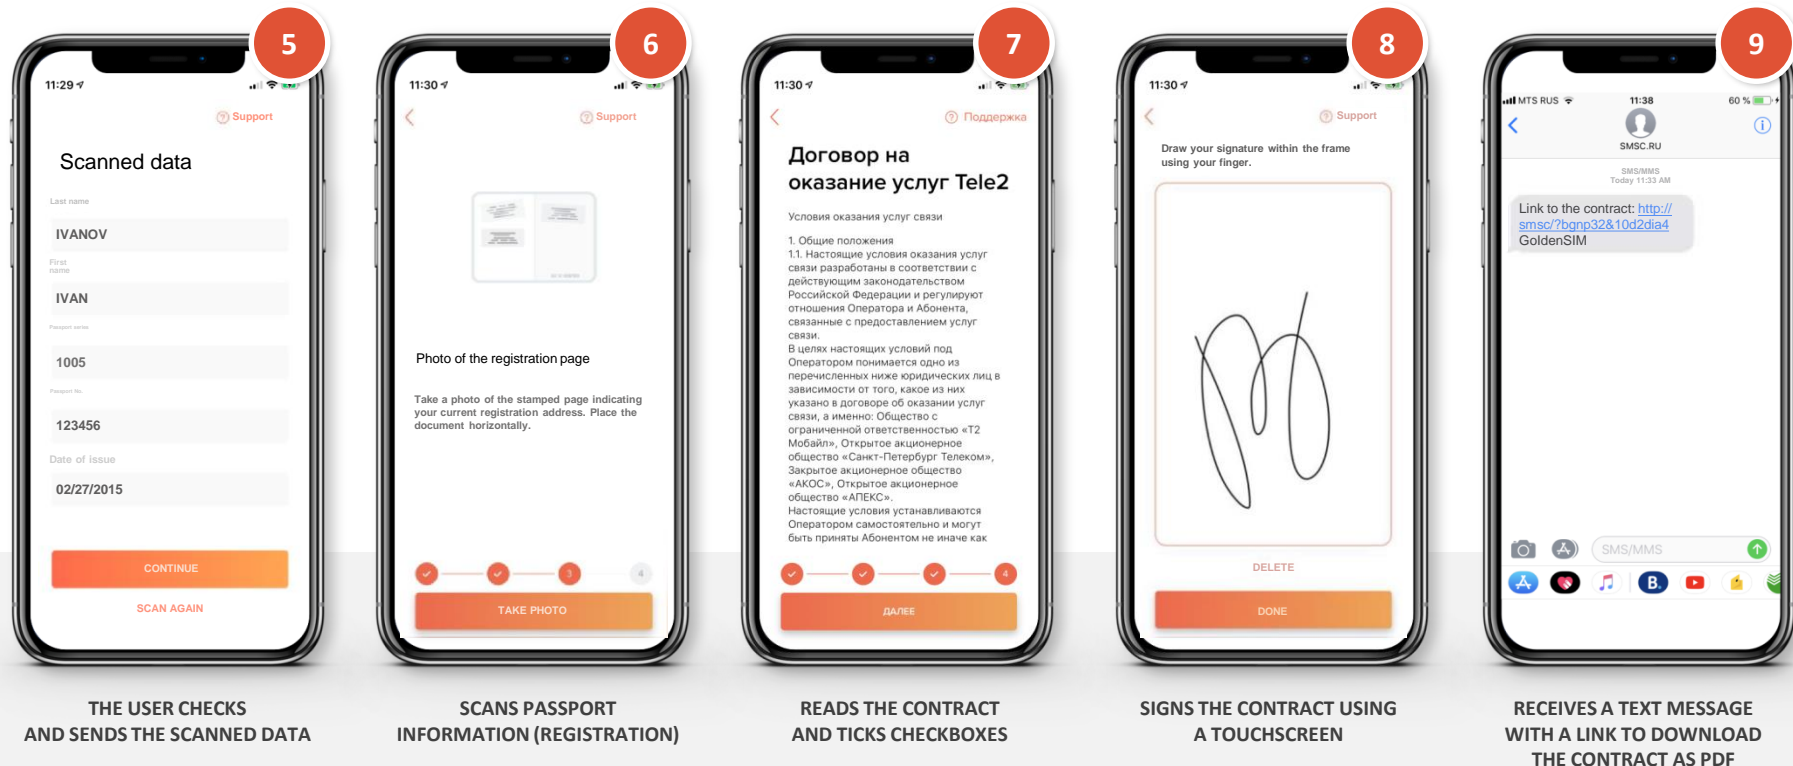 5
11:29
Support
Scanned data
Last name
IVANOV
First
name
IVAN
Passport series
1005
Passport No.
123456
Date of issue
02/27/2015
CONTINUE
SCAN AGAIN
THE USER CHECKS
AND SENDS THE SCANNED DATA
6
11:30
Support
Photo of the registration page
Take a photo of the stamped page indicating
your current registration address. Place the
document horizontally.
3
4
TAKE PHOTO
SCANS PASSPORT
INFORMATION (REGISTRATION)
7
11:30
Поддержка
Договор на
оказание услуг Tele2
Условия оказания услуг связи
1. Общие положения
1.1. Настоящие условия оказания услуг
связи разработаны в соответствии с
действующим законодательством
Российской Федерации и регулируют
отношения Оператора и Абонента,
связанные с предоставлением услуг
связи.
В целях настоящих условий под
Оператором понимается одно из
перечисленных ниже юридических лиц в
зависимости от того, какое из них
указано в договоре об оказании услуг
связи, а именно: Общество с
ограниченной ответственностью «Т2
Мобайл», Открытое акционерное
общество «Санкт-Петербург Телеком»,
Закрытое акционерное общество
«АКОС», Открытое акционерное
общество «АПЕКС».
Настоящие условия устанавливаются
Оператором самостоятельно и могут
быть приняты Абонентом не иначе как
4
ДАЛЕЕ
READS THE CONTRACT
AND TICKS CHECKBOXES
8
11:30
Support
Draw your signature within the frame
using your finger.
DELETE
DONE
SIGNS THE CONTRACT USING
A TOUCHSCREEN
9
MTS RUS
11:38
60 %
SMSC.RU
SMS/MMS
Today 11:33 AM
Link to the contract: http://
smsc/?bgnp32&10d2dia4
GoldenSIM
SMS/MMS
B.
RECEIVES A TEXT MESSAGE
WITH A LINK TO DOWNLOAD
THE CONTRACT AS PDF